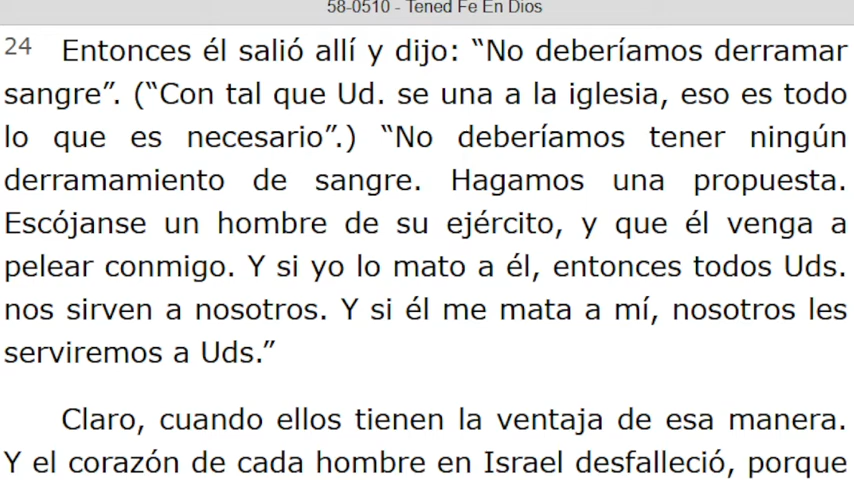 58-0510 - Tened Fe En Dios
24 Entonces él salió allí y dijo: “No deberíamos derramar
sangre”. (“Con tal que Ud. se una a la iglesia, eso es todo
lo que es necesario”.) “No deberíamos tener ningún
derramamiento de sangre. Hagamos una propuesta.
Escójanse un hombre de su ejército, y que él venga a
pelear conmigo. Y si yo lo mato a él, entonces todos Uds.
nos sirven a nosotros. Y si él me mata a mí, nosotros les
serviremos a Uds.”
Claro, cuando ellos tienen la ventaja de esa manera.
Y el corazón de cada hombre en Israel desfalleció, porque